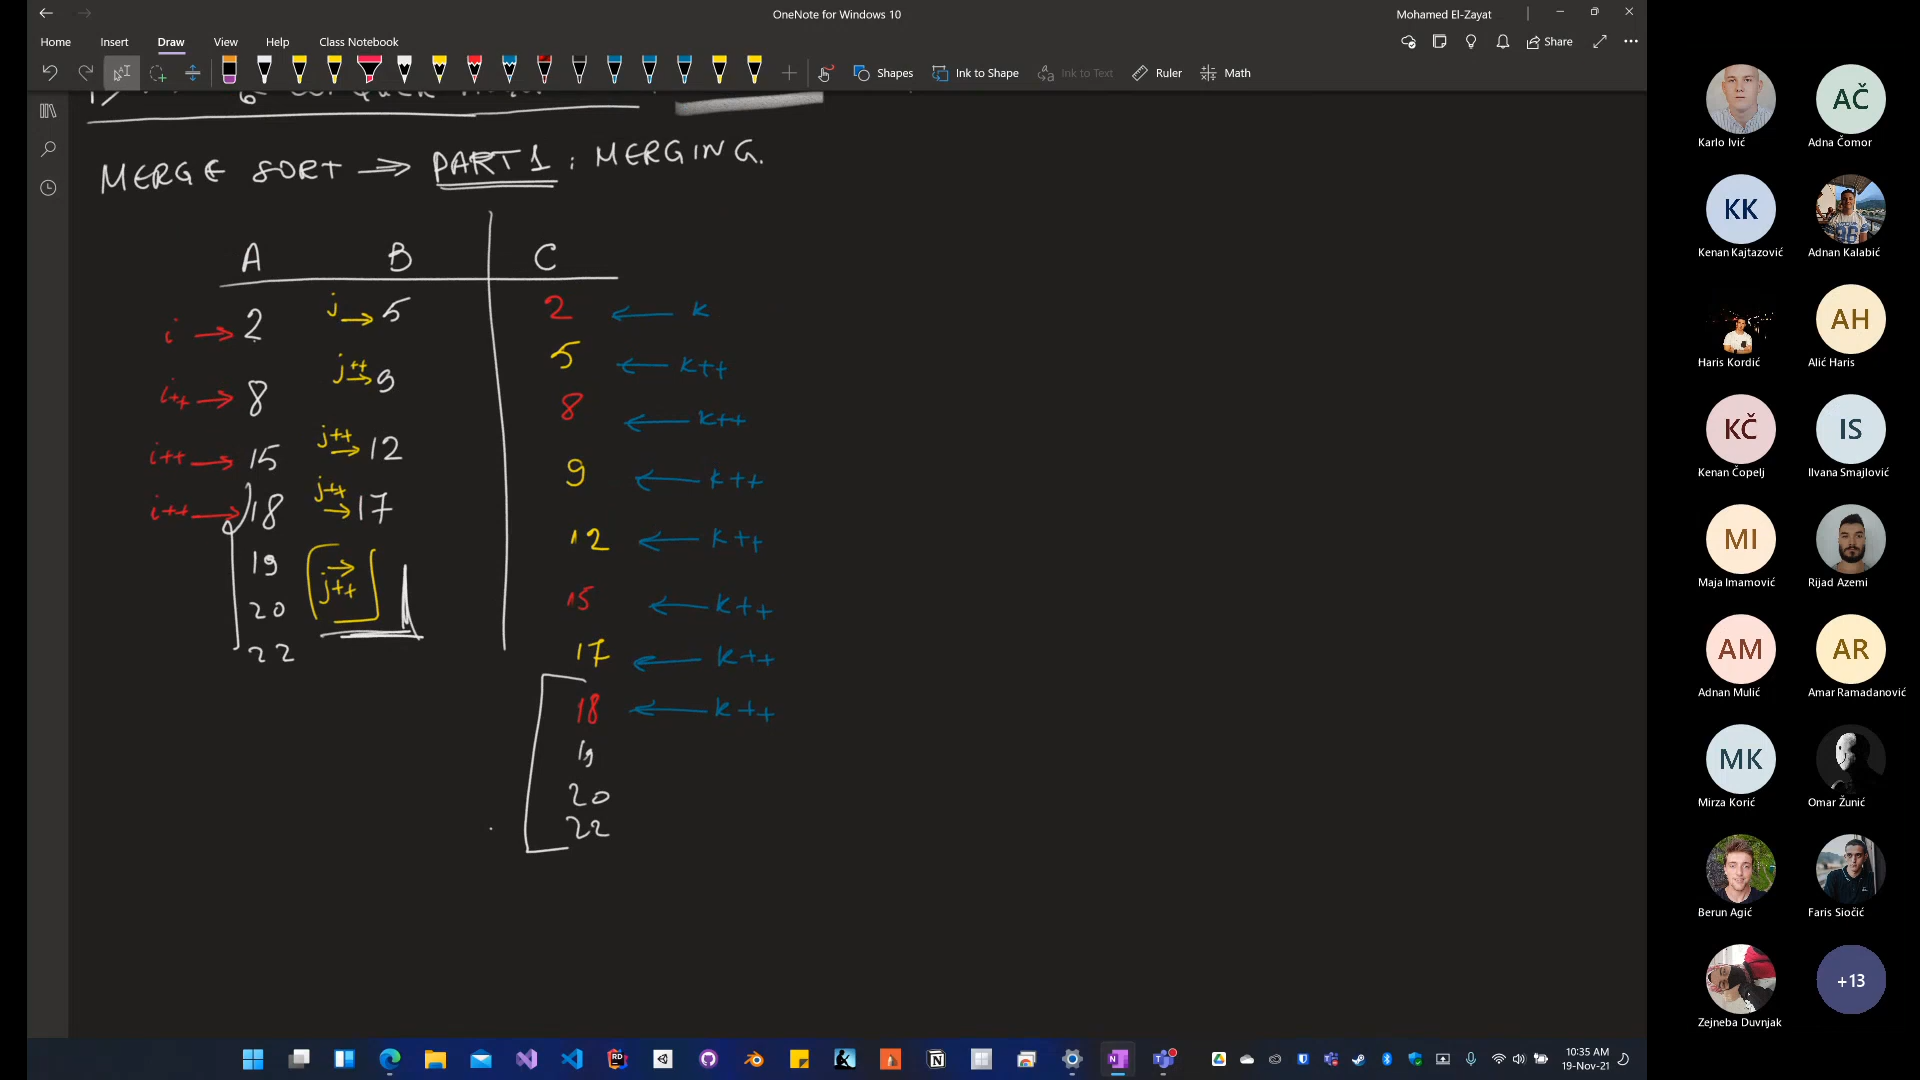 OneNote for Windows 10
Mohamed El-Zayat
Home Insert Draw View Help Class Notebook
Share
Shapes Ink to Shape Ink to Text Ruler Math
MERGE SORT → PART 1 : MERGING.
A B C
i → 2 j → 5 2 ← k
i++ → 8 j++ → 9 5 ← k++
i++ → 15 j++ → 12 8 ← k++
i++ → 18 j++ → 17 9 ← k++
19 j++ → 12 ← k++
20 15 ← k++
22 17 ← k++
18 ← k++
19
20
22
Karlo Ivić
AČ
Adna Čomor
KK
Kenan Kajtazović
Adnan Kalabić
Haris Kordić
AH
Alić Haris
KČ
Kenan Čopelj
IS
Ilvana Smajlović
MI
Maja Imamović
Rijad Azemi
AM
Adnan Mulić
AR
Amar Ramadanović
MK
Mirza Korić
Omar Žunić
Berun Agić
Faris Siočić
Zejneba Duvnjak
+13
10:35 AM
19-Nov-21